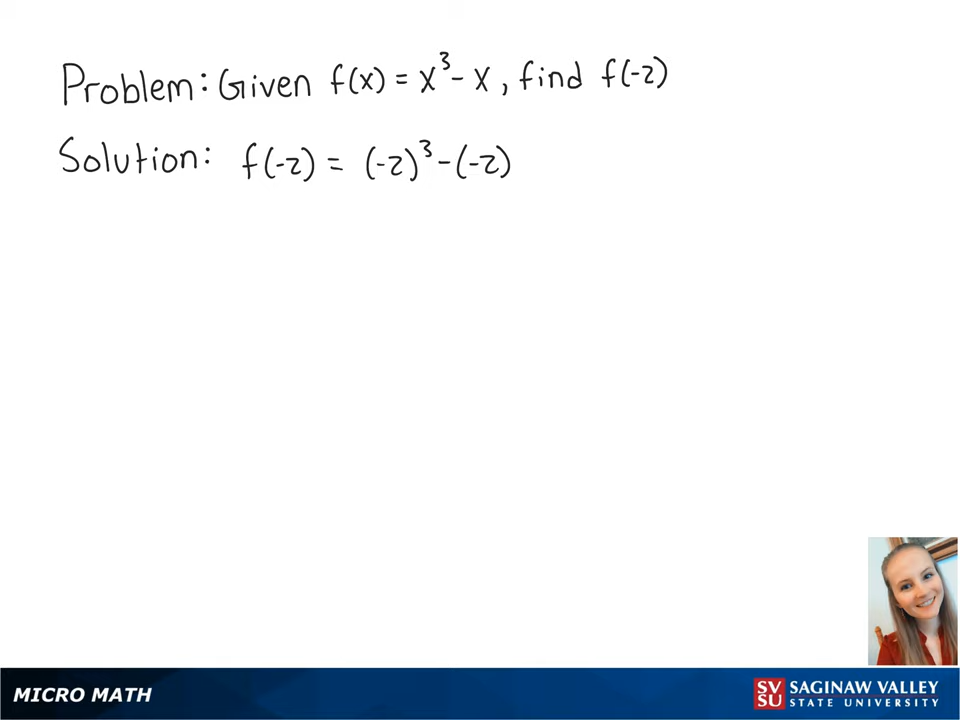 Problem: Given f(x) = x³ - x, find f(-2)
Solution: f(-2) = (-2)³ - (-2)
MICRO MATH
SV SU SAGINAW VALLEY STATE UNIVERSITY